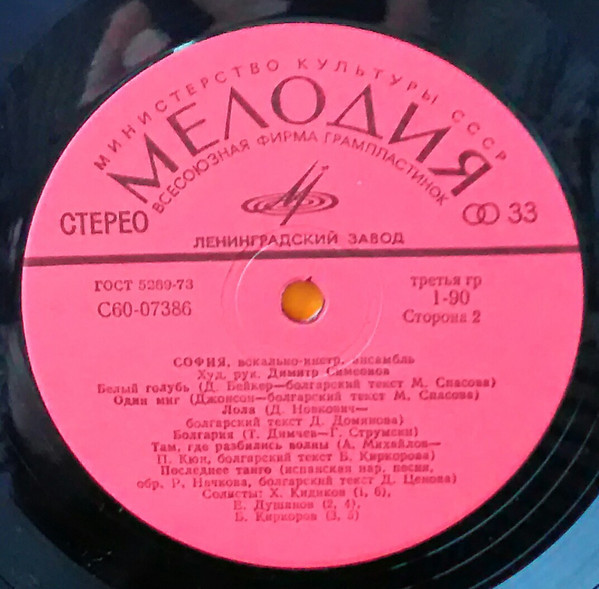 МИНИСТЕРСТВО КУЛЬТУРЫ СССР
МЕЛОДИЯ
ВСЕСОЮЗНАЯ ФИРМА ГРАМПЛАСТИНОК
СТЕРЕО
33
ЛЕНИНГРАДСКИЙ ЗАВОД
ГОСТ 5289-73
С60-07386
третья гр
1-90
Сторона 2
СОФИЯ, вокально-инстр. ансамбль
Худ. рук. Димитр Симеонов
Белый голубь (Д. Бейкер—болгарский текст М. Спасова)
Один миг (Джонсон—болгарский текст М. Спасова)
Лола (Д. Новкович—
болгарский текст Д. Домянова)
Болгария (Т. Димчев—Г. Струмски)
Там, где разбились волны (А. Михайлов—
П. Кюн, болгарский текст Б. Киркорова)
Последнее танго (испанская нар. песня,
обр. Р. Начкова, болгарский текст Д. Ценова)
Солисты: Х. Кидиков (1, 6),
Е. Душанов (2, 4),
Б. Киркоров (3, 5)